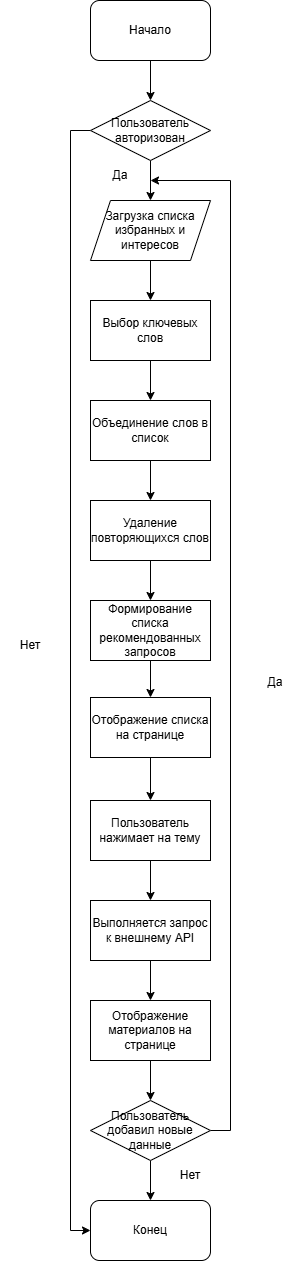 Начало
Пользователь
авторизован
Да
Загрузка списка
избранных и
интересов
Выбор ключевых
слов
Объединение слов в
список
Удаление
повторяющихся слов
Формирование
списка
рекомендованных
запросов
Нет
Да
Отображение списка
на странице
Пользователь
нажимает на тему
Выполняется запрос
к внешнему API
Отображение
материалов на
странице
Пользователь
добавил новые
данные
Нет
Конец